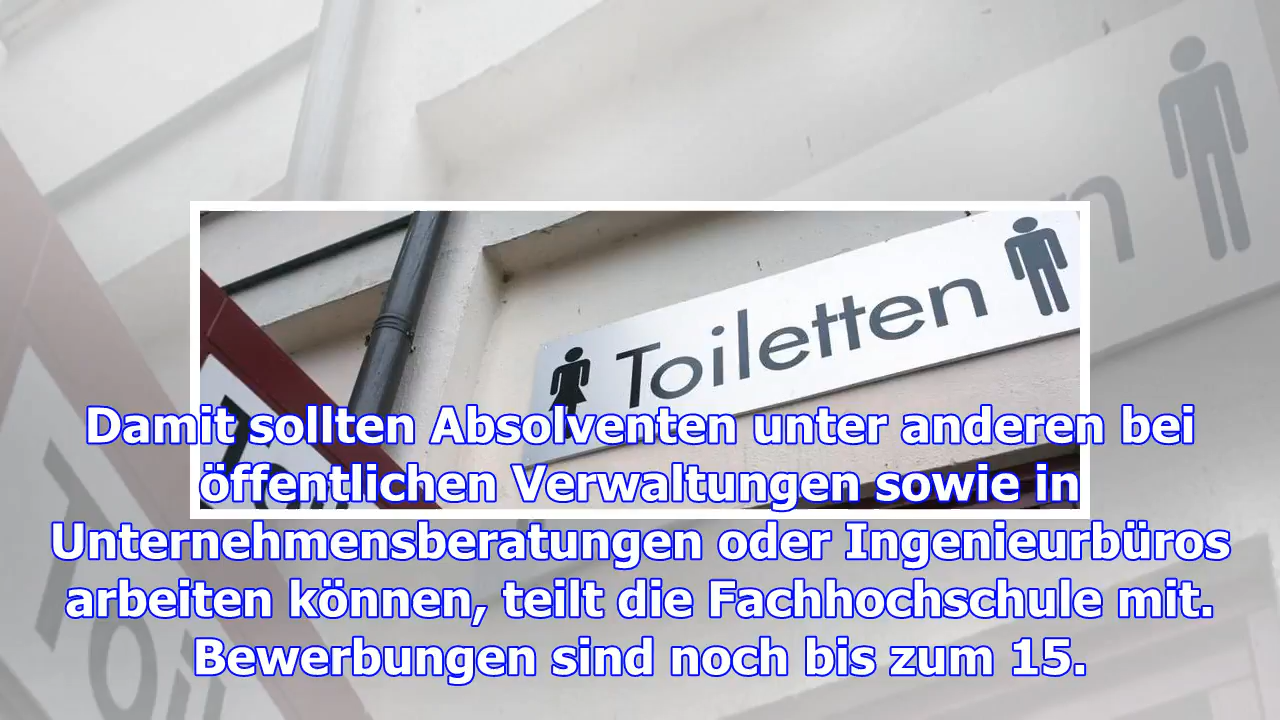 Toiletten
Damit sollten Absolventen unter anderen bei
öffentlichen Verwaltungen sowie in
Unternehmensberatungen oder Ingenieurbüros
arbeiten können, teilt die Fachhochschule mit.
Bewerbungen sind noch bis zum 15.